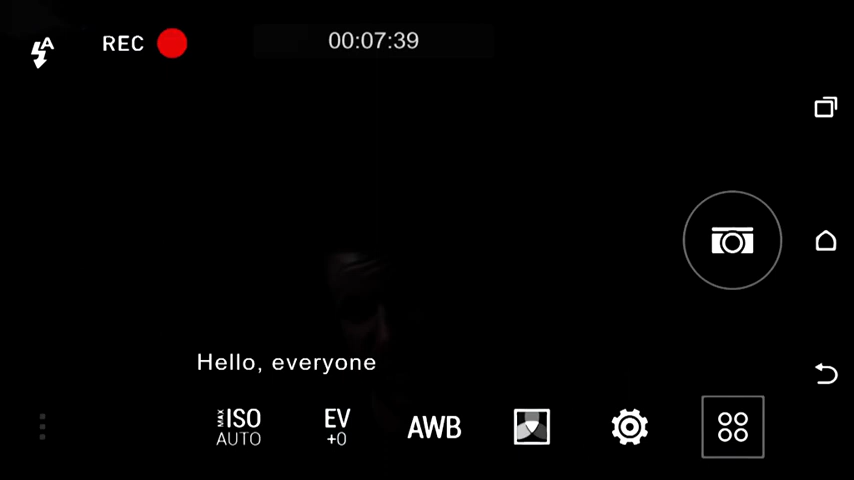 A
REC
00:07:39
Hello, everyone
MAX ISO
AUTO
EV
+0
AWB